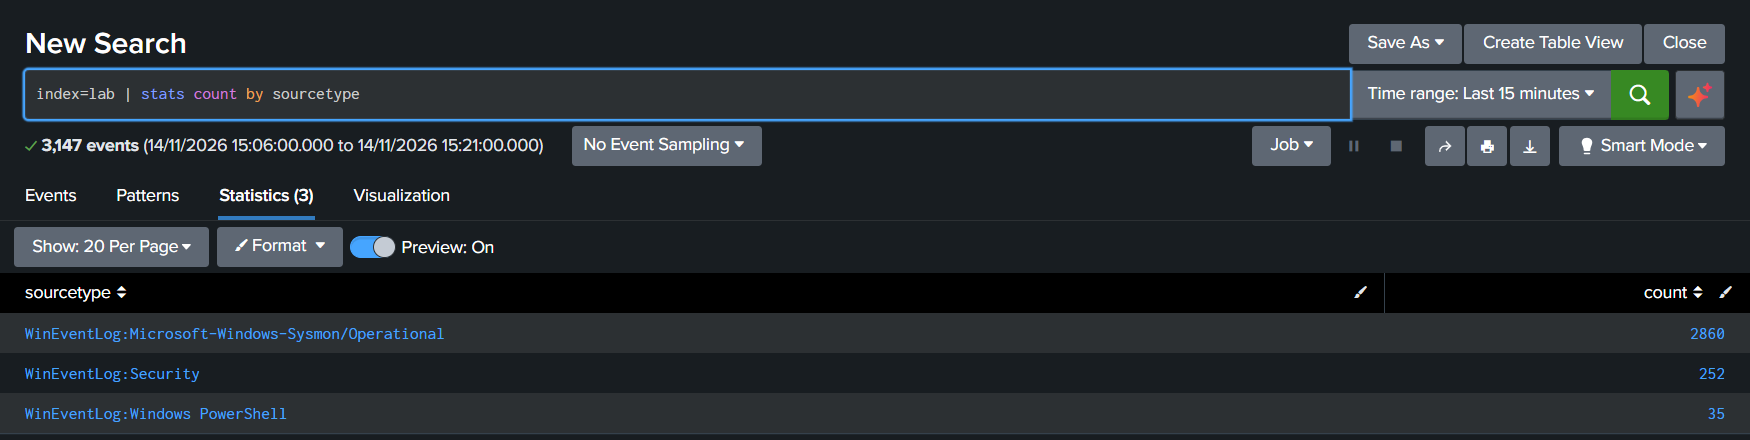 New Search
Save As
Create Table View
Close
index=lab | stats count by sourcetype
Time range: Last 15 minutes
3,147 events (14/11/2026 15:06:00.000 to 14/11/2026 15:21:00.000)
No Event Sampling
Job
Smart Mode
Events
Patterns
Statistics (3)
Visualization
Show: 20 Per Page
Format
Preview: On
sourcetype
count
WinEventLog:Microsoft-Windows-Sysmon/Operational 2860
WinEventLog:Security 252
WinEventLog:Windows PowerShell 35